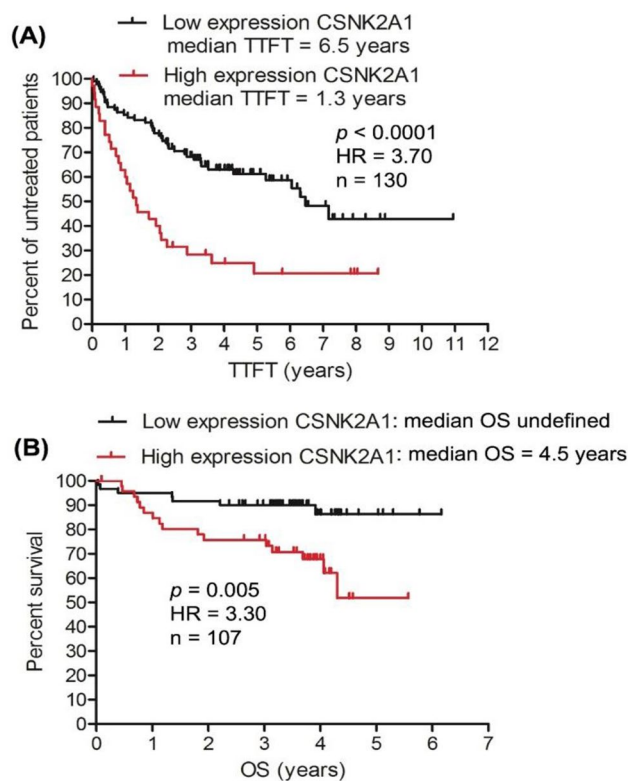 (A)
Low expression CSNK2A1
median TTFT = 6.5 years
High expression CSNK2A1
median TTFT = 1.3 years
Percent of untreated patients
100
90
80
70
60
50
40
30
20
10
0
p < 0.0001
HR = 3.70
n = 130
0 1 2 3 4 5 6 7 8 9 10 11 12
TTFT (years)
(B)
Low expression CSNK2A1: median OS undefined
High expression CSNK2A1: median OS = 4.5 years
Percent survival
100
90
80
70
60
50
40
30
20
10
0
p = 0.005
HR = 3.30
n = 107
0 1 2 3 4 5 6 7
OS (years)